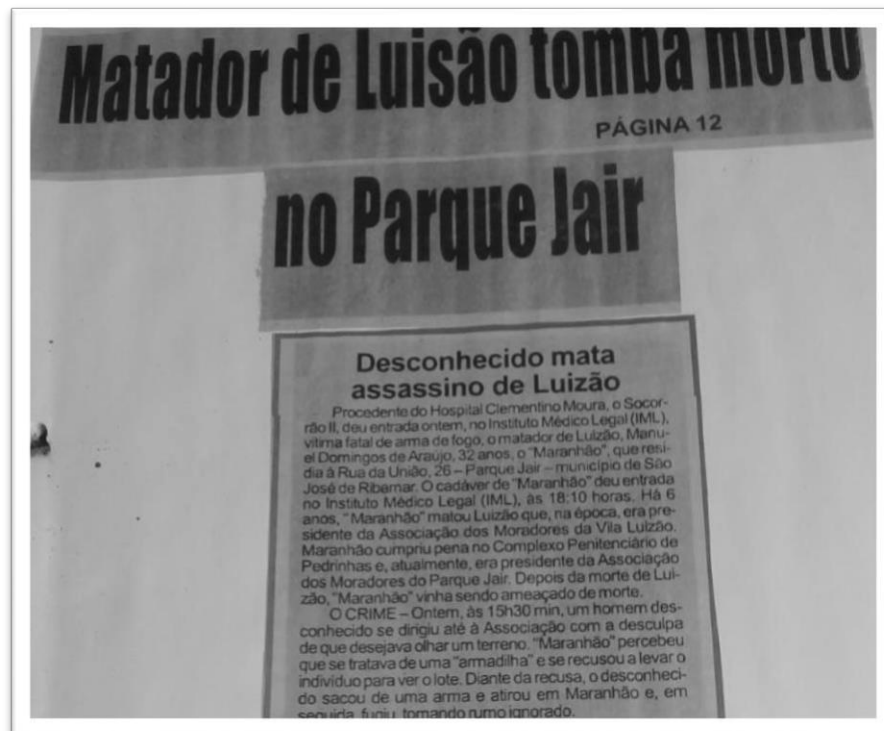 Matador de Luisão tomba morto
PÁGINA 12
no Parque Jair
Desconhecido mata
assassino de Luizão
Procedente do Hospital Clementino Moura, o Socor-
rão II, deu entrada ontem, no Instituto Médico Legal (IML),
vítima fatal de arma de fogo, o matador de Luizão, Manu-
el Domingos de Araújo, 32 anos, o "Maranhão", que resi-
dia à Rua da União, 26 – Parque Jair – município de São
José de Ribamar. O cadáver de "Maranhão" deu entrada
no Instituto Médico Legal (IML), às 18:10 horas. Há 6
anos, "Maranhão" matou Luizão que, na época, era pre-
sidente da Associação dos Moradores da Vila Luizão.
Maranhão cumpriu pena no Complexo Penitenciário de
Pedrinhas e, atualmente, era presidente da Associação
dos Moradores do Parque Jair. Depois da morte de Lui-
zão, "Maranhão" vinha sendo ameaçado de morte.
O CRIME – Ontem, às 15h30 min, um homem des-
conhecido se dirigiu até à Associação com a desculpa
de que desejava olhar um terreno. "Maranhão" percebeu
que se tratava de uma "armadilha" e se recusou a levar o
indivíduo para ver o lote. Diante da recusa, o desconheci-
do sacou de uma arma e atirou em Maranhão e, em
seguida, fugiu, tomando rumo ignorado.